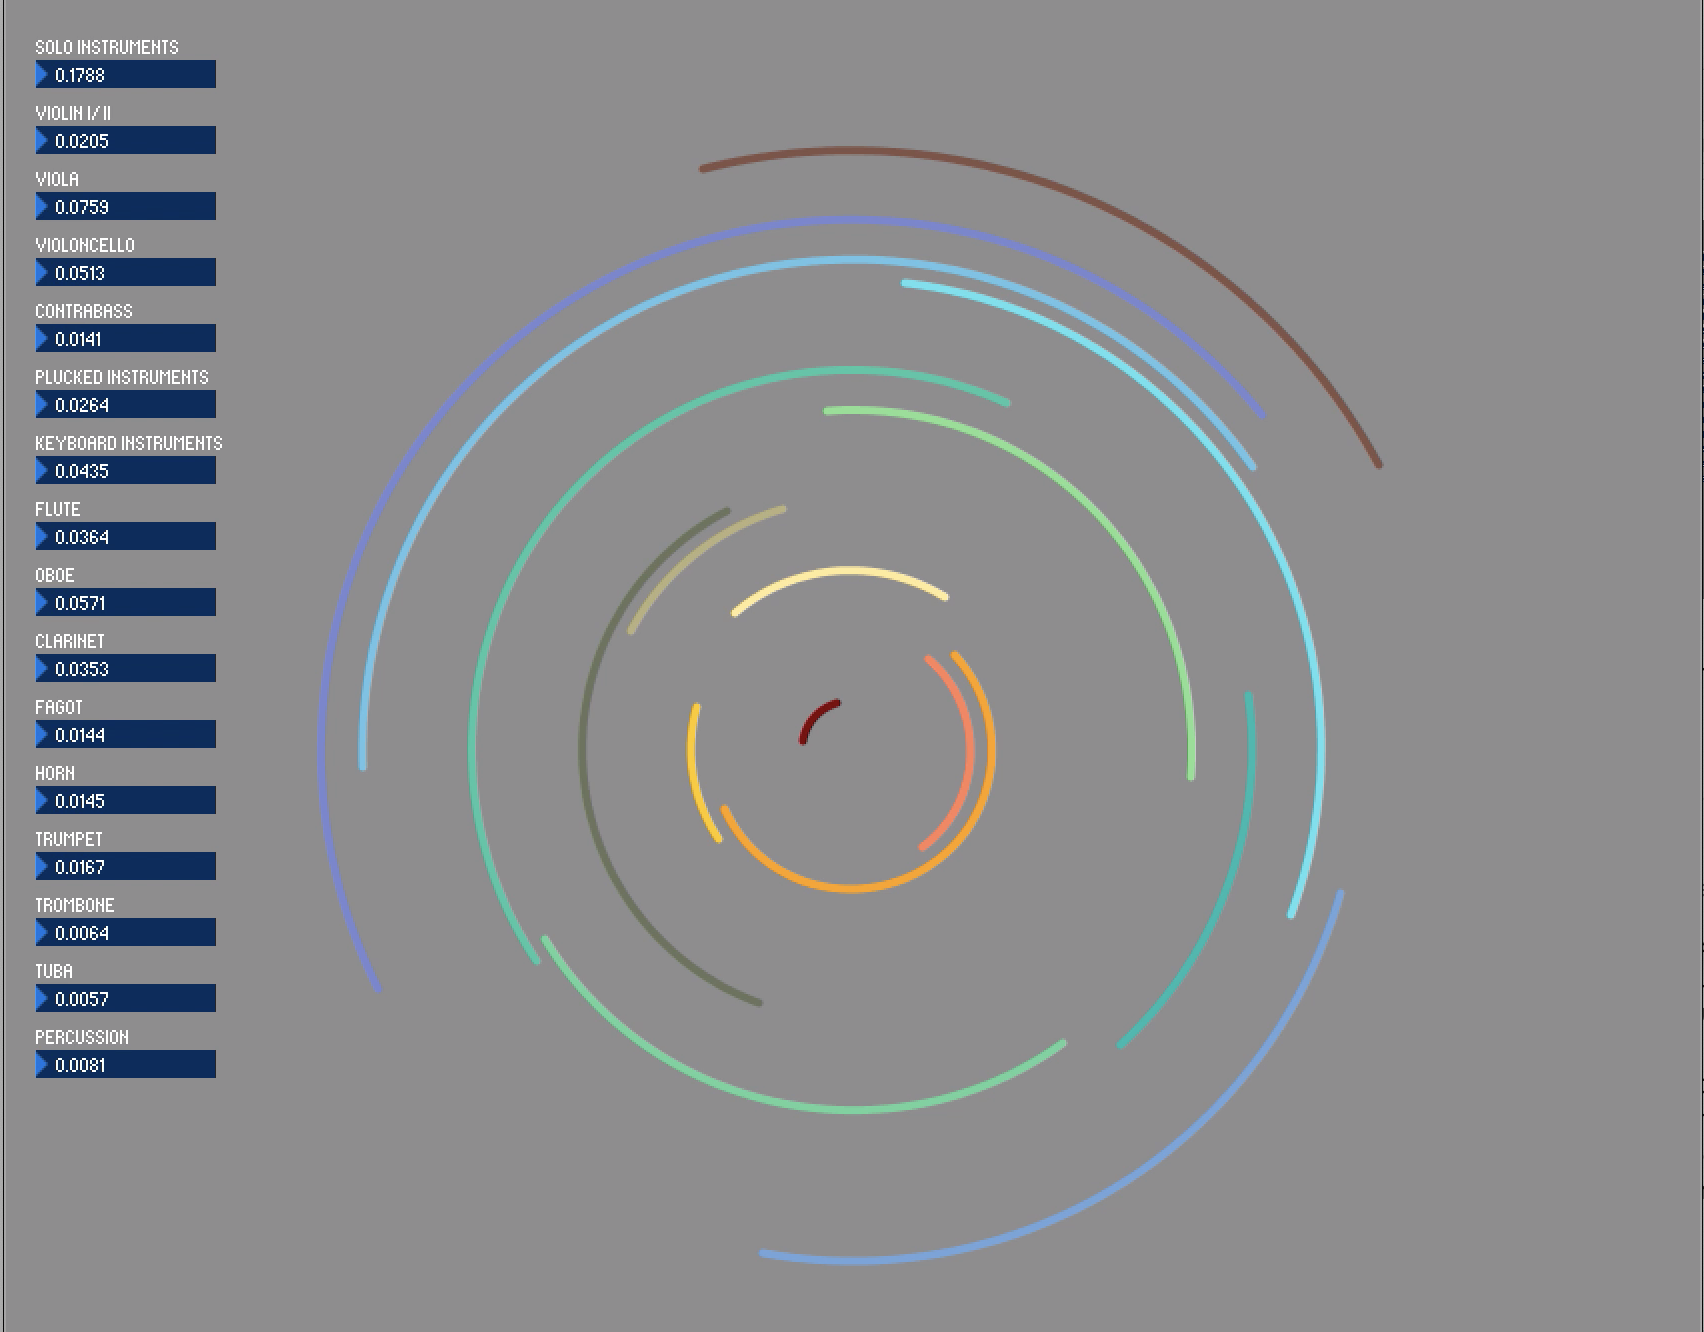 SOLO INSTRUMENTS
0.1788
VIOLIN I/ II
0.0205
VIOLA
0.0759
VIOLONCELLO
0.0513
CONTRABASS
0.0141
PLUCKED INSTRUMENTS
0.0264
KEYBOARD INSTRUMENTS
0.0435
FLUTE
0.0364
OBOE
0.0571
CLARINET
0.0353
FAGOT
0.0144
HORN
0.0145
TRUMPET
0.0167
TROMBONE
0.0064
TUBA
0.0057
PERCUSSION
0.0081